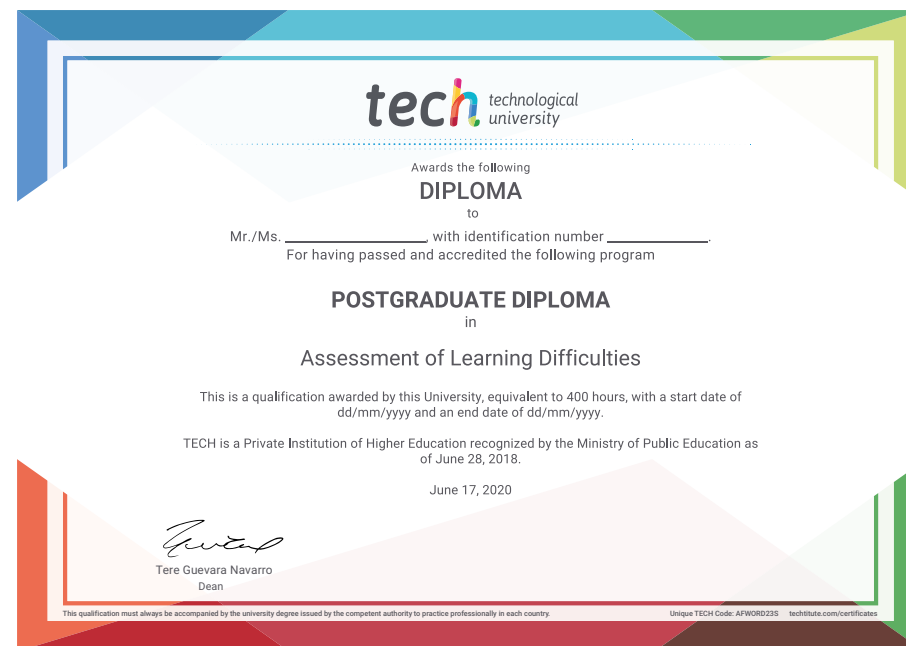 tech technological
university
Awards the following
DIPLOMA
to
Mr./Ms. ____________________, with identification number ______________.
For having passed and accredited the following program
POSTGRADUATE DIPLOMA
in
Assessment of Learning Difficulties
This is a qualification awarded by this University, equivalent to 400 hours, with a start date of
dd/mm/yyyy and an end date of dd/mm/yyyy.
TECH is a Private Institution of Higher Education recognized by the Ministry of Public Education as
of June 28, 2018.
June 17, 2020
Tere Guevara Navarro
Dean
This qualification must always be accompanied by the university degree issued by the competent authority to practice professionally in each country. Unique TECH Code: AFWORD23S techtitute.com/certificates